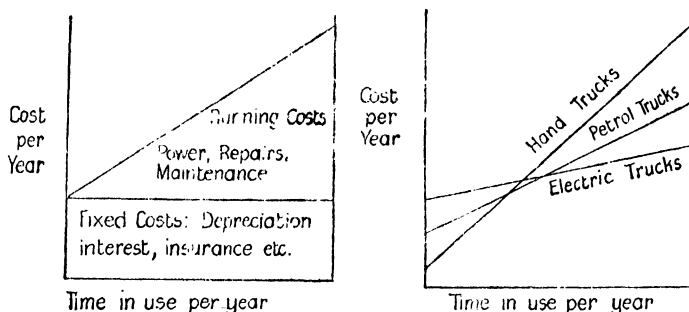 Cost
per
Year
Running Costs
Power, Repairs,
Maintenance
Fixed Costs: Depreciation
interest, insurance etc.
Time in use per year
Cost
per
Year
Hand Trucks
Petrol Trucks
Electric Trucks
Time in use per year